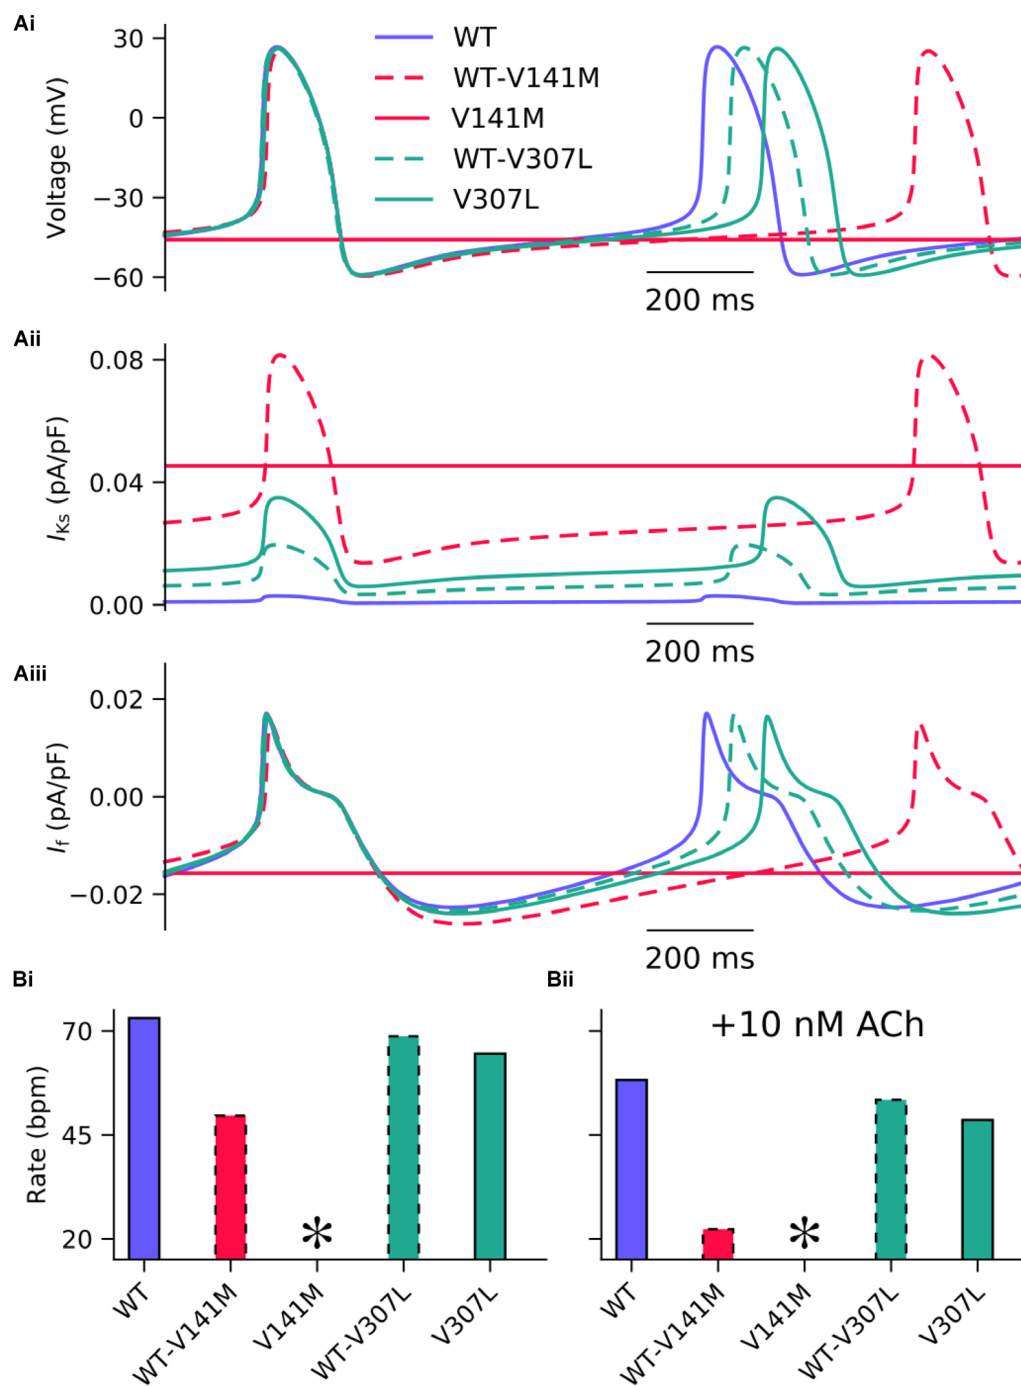 Ai
Voltage (mV)
30
0
−30
−60
WT
WT-V141M
V141M
WT-V307L
V307L
200 ms
Aii
I_Ks (pA/pF)
0.08
0.04
0.00
200 ms
Aiii
I_f (pA/pF)
0.02
0.00
−0.02
200 ms
Bi
Rate (bpm)
70
45
20
*
WT
WT-V141M
V141M
WT-V307L
V307L
Bii
+10 nM ACh
*
WT
WT-V141M
V141M
WT-V307L
V307L